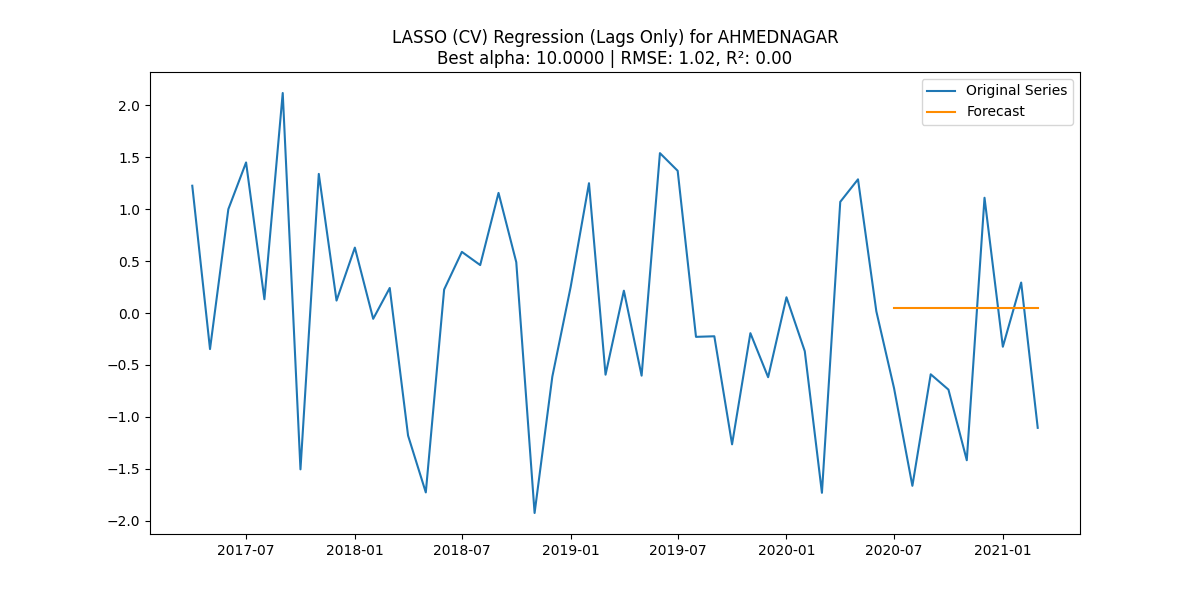 LASSO (CV) Regression (Lags Only) for AHMEDNAGAR
Best alpha: 10.0000 | RMSE: 1.02, R²: 0.00
Original Series
Forecast
2.0
1.5
1.0
0.5
0.0
−0.5
−1.0
−1.5
−2.0
2017-07 2018-01 2018-07 2019-01 2019-07 2020-01 2020-07 2021-01